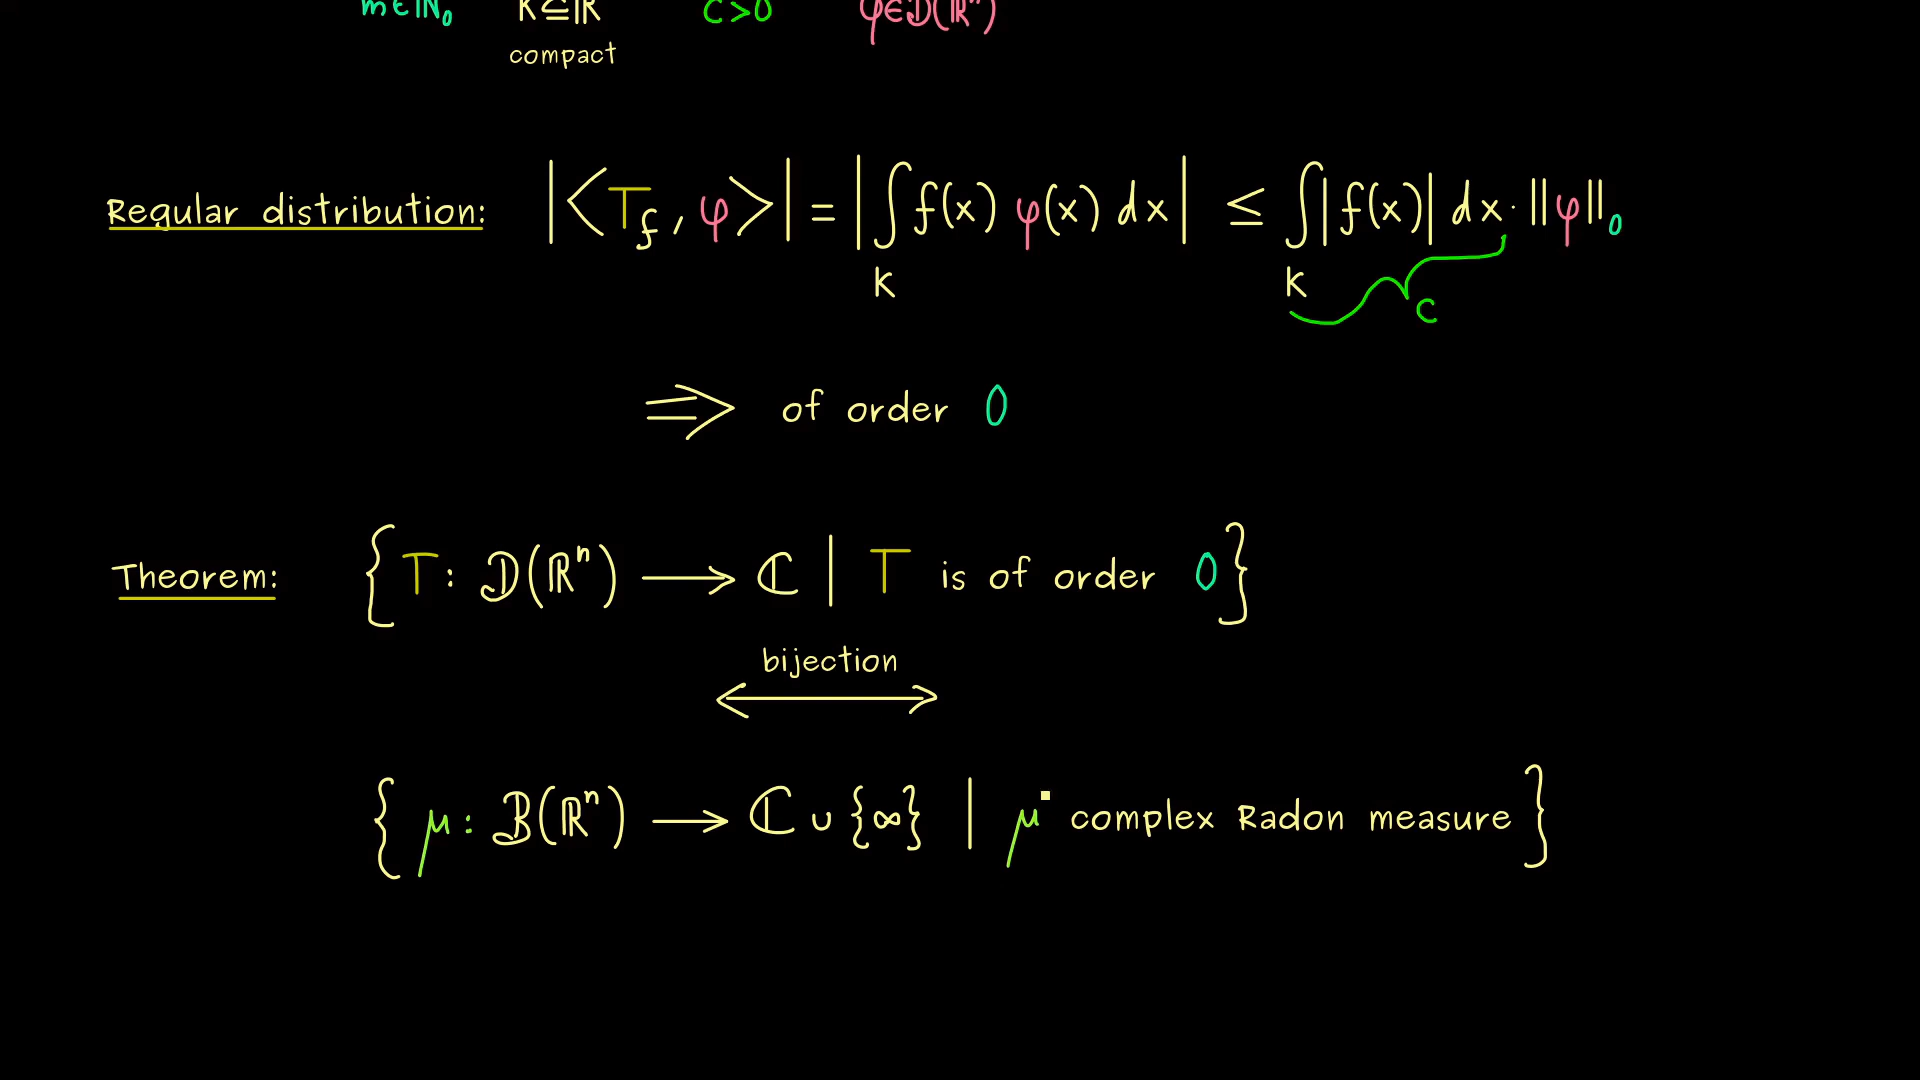 m∈ℕ₀ K⊆ℝ C>0 φ∈𝒟(ℝⁿ)
compact
Regular distribution: |<T_f, φ>| = |∫_K f(x) φ(x) dx| ≤ ∫_K |f(x)| dx · ‖φ‖₀
C
⇒ of order 0
Theorem: {T: 𝒟(ℝⁿ) ⟶ ℂ | T is of order 0}
bijection
⟷
{μ: ℬ(ℝⁿ) ⟶ ℂ ∪ {∞} | μ complex Radon measure}